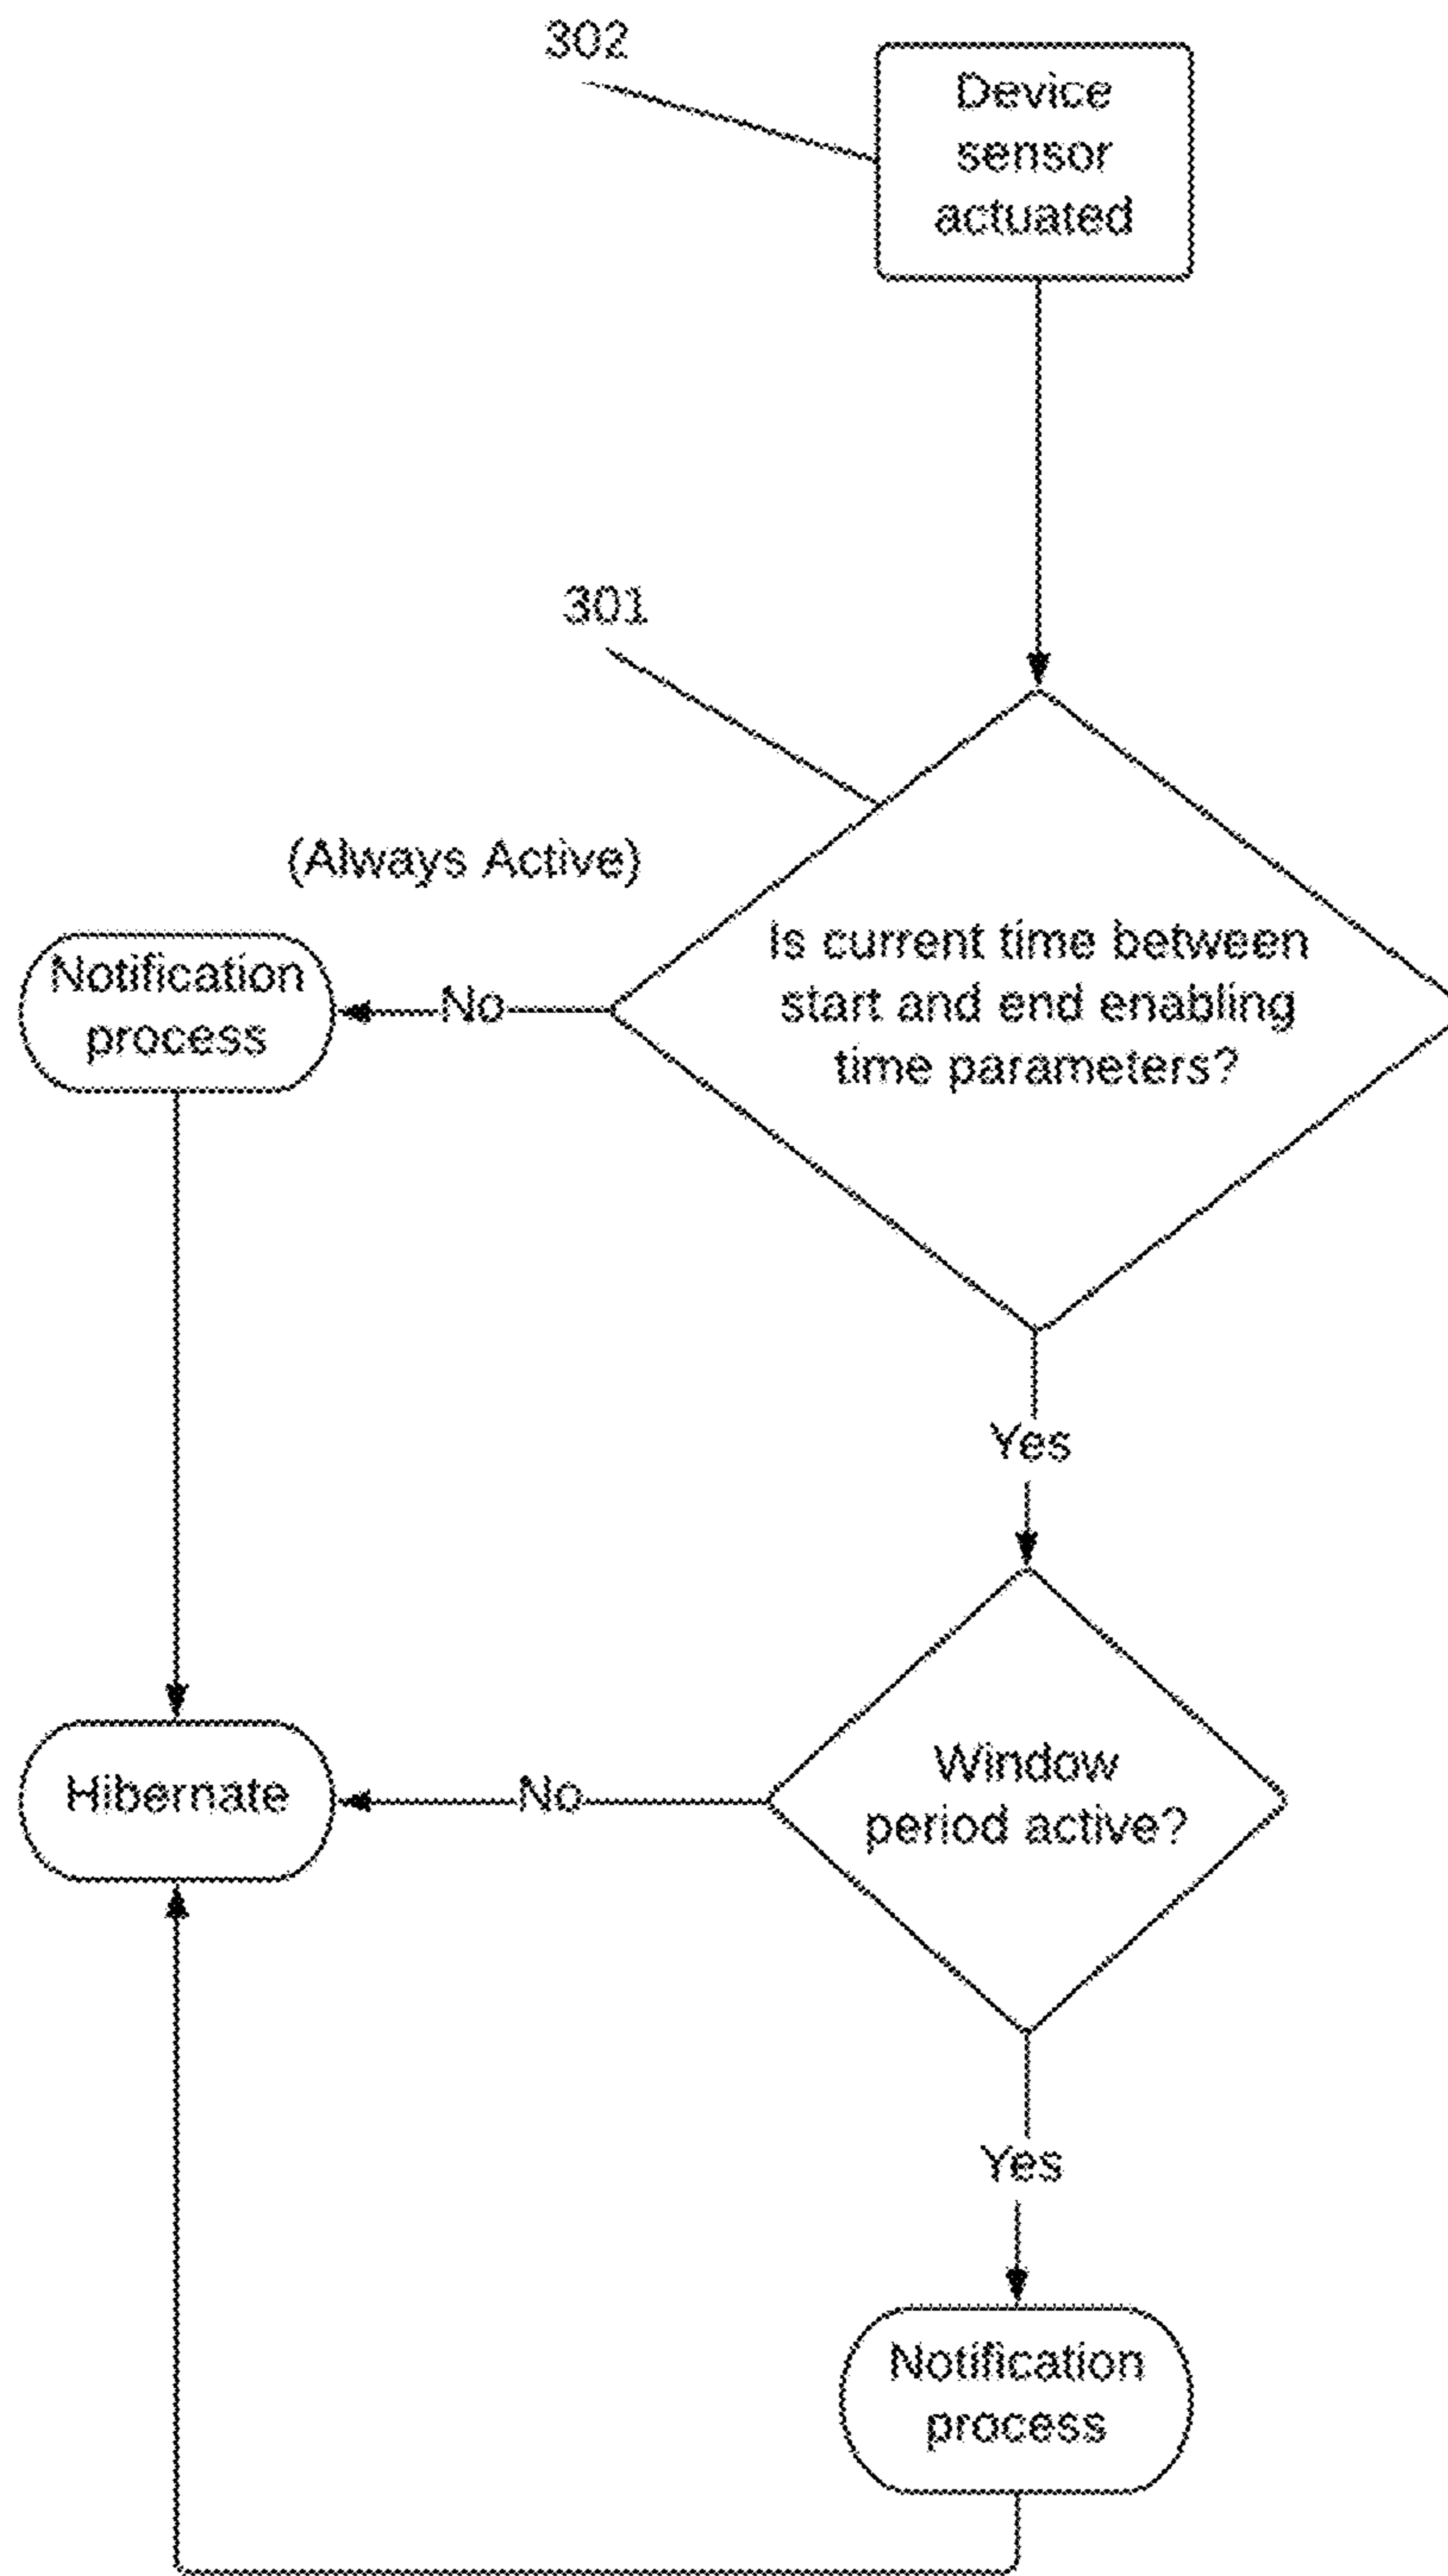 302
Device
sensor
actuated
301
(Always Active)
Is current time between
start and end enabling
time parameters?
Notification
process
No
Yes
Window
period active?
No
Hibernate
Yes
Notification
process